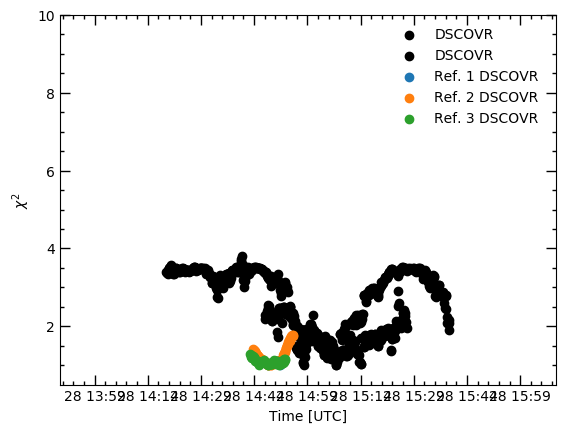 10
8
6
4
2
χ²
DSCOVR
DSCOVR
Ref. 1 DSCOVR
Ref. 2 DSCOVR
Ref. 3 DSCOVR
28 13:59 28 14:14 28 14:29 28 14:44 28 14:59 28 15:14 28 15:29 28 15:44 28 15:59
Time [UTC]